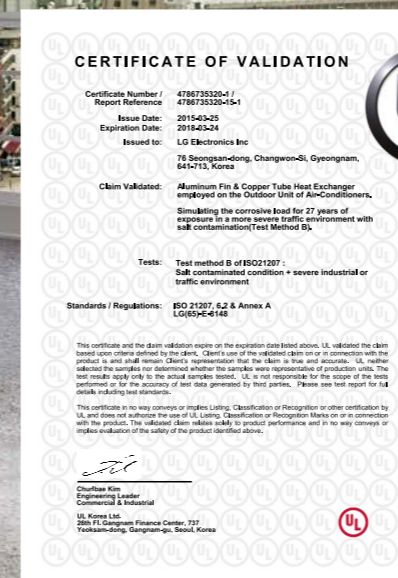 CERTIFICATE OF VALIDATION
Certificate Number / 4786735320-1 /
Report Reference 4786735320-15-1
Issue Date: 2015-03-25
Expiration Date: 2018-03-24
Issued to: LG Electronics Inc
76 Seongsan-dong, Changwon-Si, Gyeongnam,
641-713, Korea
Claim Validated: Aluminum Fin & Copper Tube Heat Exchanger
employed on the Outdoor Unit of Air-Conditioners.
Simulating the corrosive load for 27 years of
exposure in a more severe traffic environment with
salt contamination(Test Method B).
Tests: Test method B of ISO21207 :
Salt contaminated condition + severe industrial or
traffic environment
Standards / Regulations: ISO 21207, 6.2 & Annex A
LG(65)-E-6148
This certificate and the claim validation expire on the expiration date listed above. UL validated the claim
based upon criteria defined by the client. Client's use of the validated claim on or in connection with the
product is and shall remain Client's representation that the claim is true and accurate. UL neither
selected the samples nor determined whether the samples were representative of production units. The
test results apply only to the actual samples tested. UL is not responsible for the scope of the tests
performed or for the accuracy of test data generated by third parties. Please see test report for full
details including test standards.
This certificate in no way conveys or implies Listing, Classification or Recognition or other certification by
UL and does not authorize the use of UL Listing, Classification or Recognition Marks on or in connection
with the product. The validated claim relates solely to product performance and in no way conveys or
implies evaluation of the safety of the product identified above.
Kim
Engineering Leader
Commercial & Industrial
UL Korea Ltd.
26th Fl. Gangnam Finance Center, 737
Yeoksam-dong, Gangnam-gu, Seoul, Korea
UL